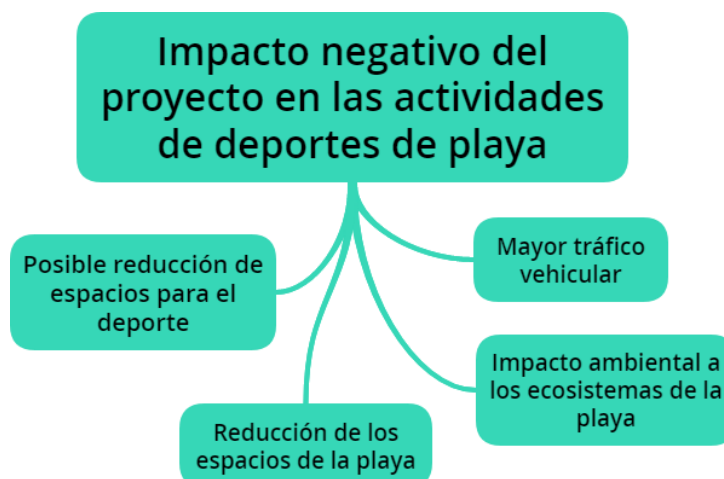 Impacto negativo del
proyecto en las actividades
de deportes de playa
Posible reducción de
espacios para el
deporte
Mayor tráfico
vehicular
Impacto ambiental a
los ecosistemas de la
playa
Reducción de los
espacios de la playa